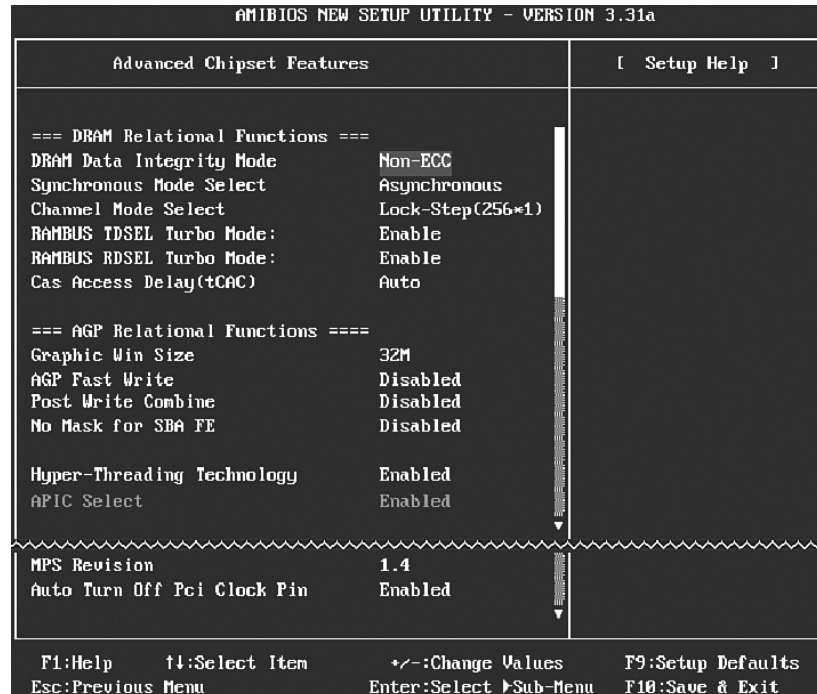 AMIBIOS NEW SETUP UTILITY - VERSION 3.31a
Advanced Chipset Features [ Setup Help ]
=== DRAM Relational Functions ===
DRAM Data Integrity Mode Non-ECC
Synchronous Mode Select Asynchronous
Channel Mode Select Lock-Step(256*1)
RAMBUS TDSEL Turbo Mode: Enable
RAMBUS RDSEL Turbo Mode: Enable
Cas Access Delay(tCAC) Auto
=== AGP Relational Functions ====
Graphic Win Size 32M
AGP Fast Write Disabled
Post Write Combine Disabled
No Mask for SBA FE Disabled
Hyper-Threading Technology Enabled
APIC Select Enabled
MPS Revision 1.4
Auto Turn Off Pci Clock Pin Enabled
F1:Help ↑↓:Select Item +/-:Change Values F9:Setup Defaults
Esc:Previous Menu Enter:Select ▶Sub-Menu F10:Save & Exit